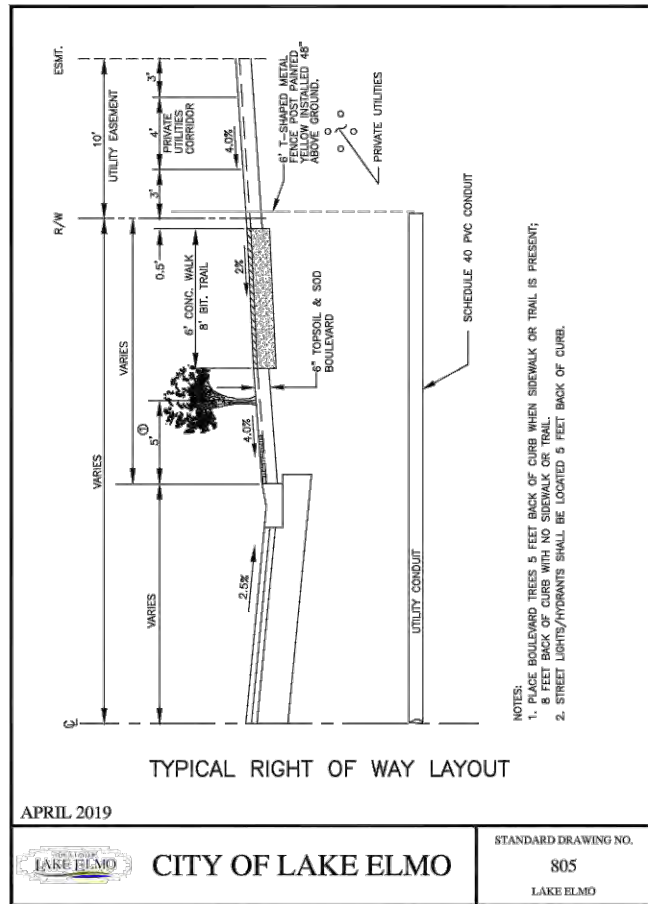 ESMT.
3'
10'
UTILITY EASEMENT
4'
PRIVATE
UTILITIES
CORRIDOR
4.0%
3'
6' T-SHAPED METAL
FENCE POST PAINTED
YELLOW INSTALLED 48"
ABOVE GROUND.
PRIVATE UTILITIES
R/W
0.5'
6' CONC. WALK
8' BIT. TRAIL
2%
VARIES
6" TOPSOIL & SOD
BOULEVARD
SCHEDULE 40 PVC CONDUIT
VARIES
1
5'
4.0%
VARIES
2.5%
UTILITY CONDUIT
CL
NOTES:
1. PLACE BOULEVARD TREES 5 FEET BACK OF CURB WHEN SIDEWALK OR TRAIL IS PRESENT;
8 FEET BACK OF CURB WITH NO SIDEWALK OR TRAIL.
2. STREET LIGHTS/HYDRANTS SHALL BE LOCATED 5 FEET BACK OF CURB.
TYPICAL RIGHT OF WAY LAYOUT
APRIL 2019
LAKE ELMO
CITY OF LAKE ELMO
STANDARD DRAWING NO.
805
LAKE ELMO